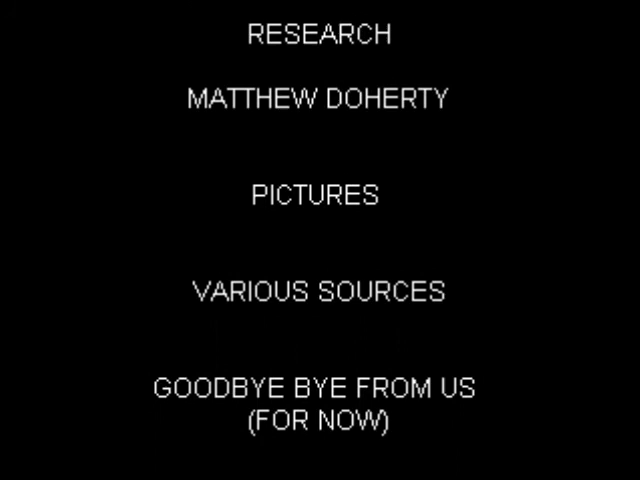 RESEARCH
MATTHEW DOHERTY
PICTURES
VARIOUS SOURCES
GOODBYE BYE FROM US
(FOR NOW)